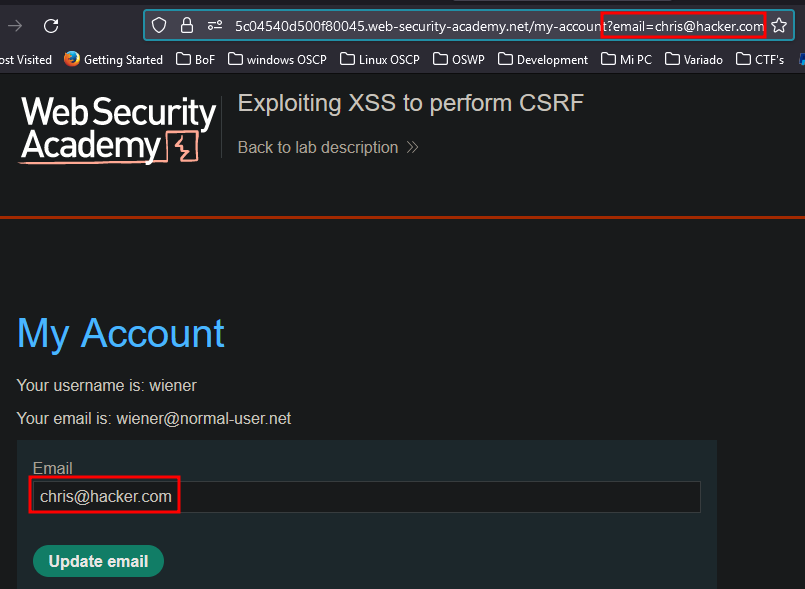 5c04540d500f80045.web-security-academy.net/my-account?email=chris@hacker.com
ost Visited Getting Started BoF windows OSCP Linux OSCP OSWP Development Mi PC Variado CTF's
Web Security
Academy
Exploiting XSS to perform CSRF
Back to lab description
My Account
Your username is: wiener
Your email is: wiener@normal-user.net
Email
chris@hacker.com
Update email